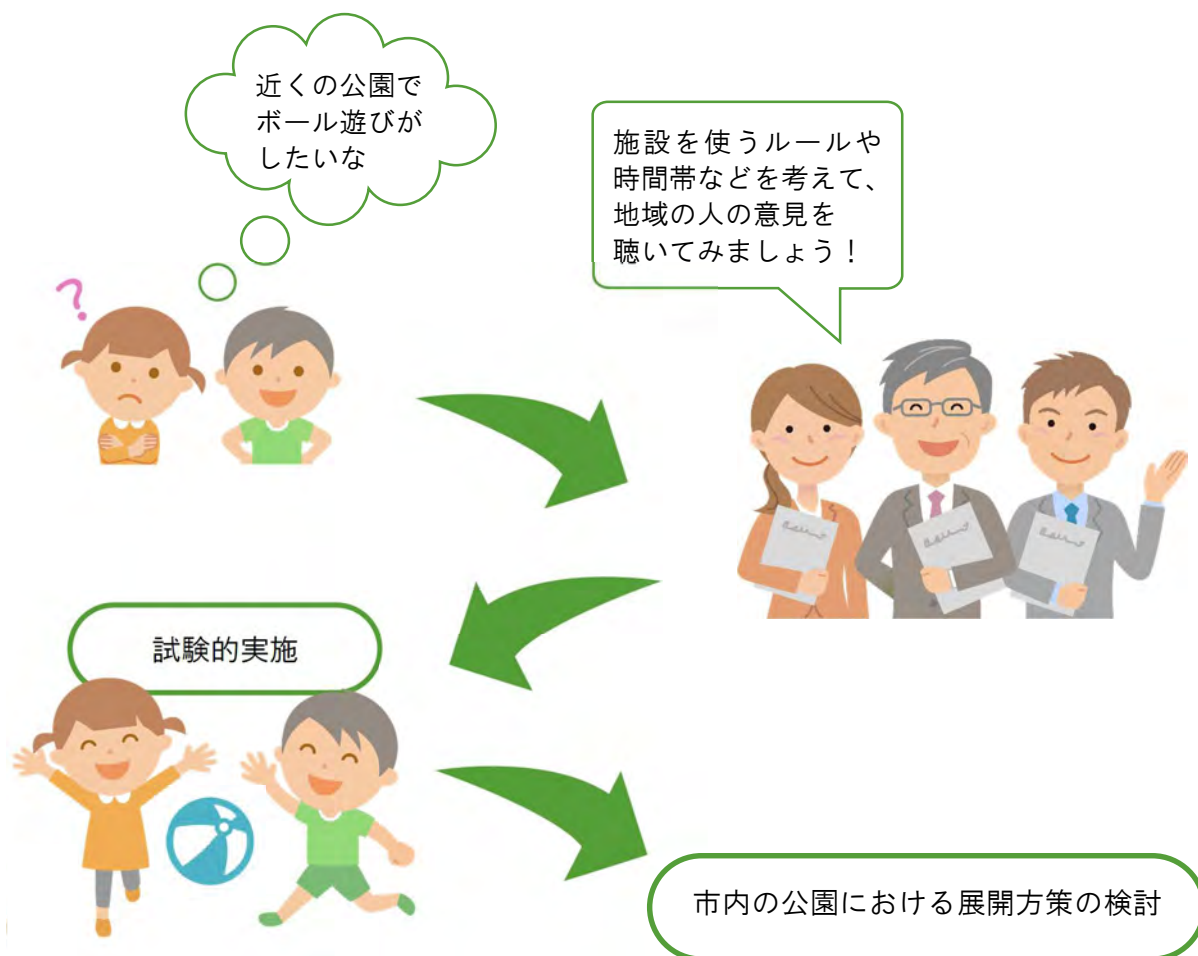 近くの公園で
ボール遊びが
したいな
施設を使うルールや
時間帯などを考えて、
地域の人の意見を
聴いてみましょう！
?
試験的実施
市内の公園における展開方策の検討